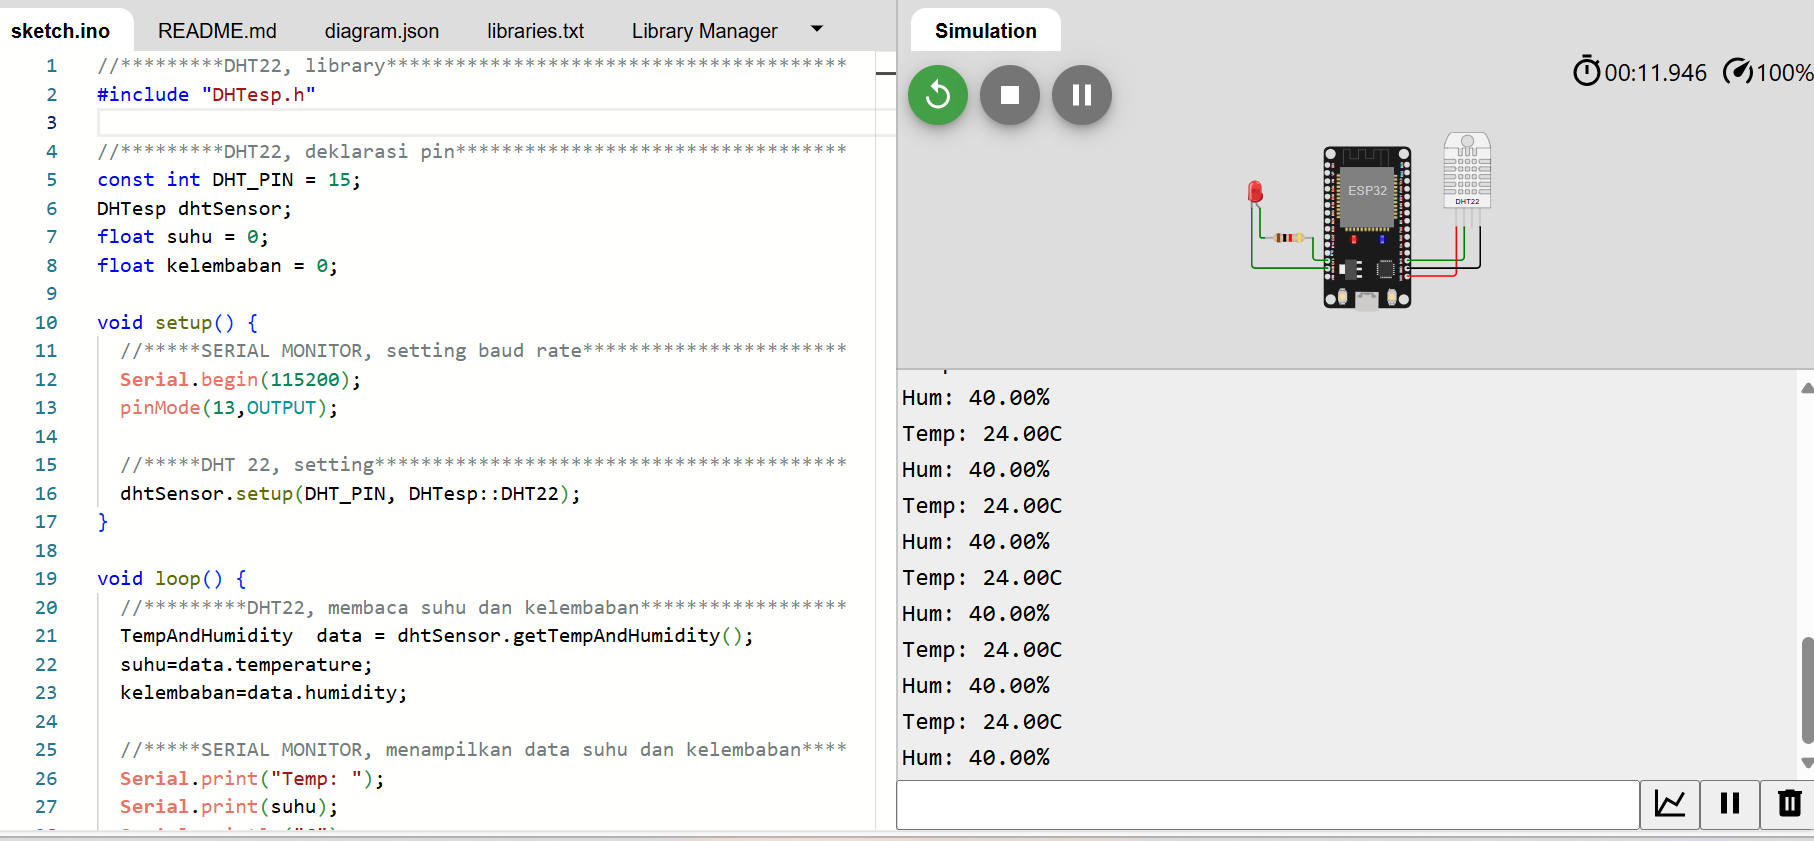 sketch.ino README.md diagram.json libraries.txt Library Manager
1 //*********DHT22, library****************************************
2 #include "DHTesp.h"
3
4 //*********DHT22, deklarasi pin**********************************
5 const int DHT_PIN = 15;
6 DHTesp dhtSensor;
7 float suhu = 0;
8 float kelembaban = 0;
9
10 void setup() {
11 //*****SERIAL MONITOR, setting baud rate***********************
12 Serial.begin(115200);
13 pinMode(13,OUTPUT);
14
15 //*****DHT 22, setting*****************************************
16 dhtSensor.setup(DHT_PIN, DHTesp::DHT22);
17 }
18
19 void loop() {
20 //*********DHT22, membaca suhu dan kelembaban******************
21 TempAndHumidity  data = dhtSensor.getTempAndHumidity();
22 suhu=data.temperature;
23 kelembaban=data.humidity;
24
25 //*****SERIAL MONITOR, menampilkan data suhu dan kelembaban****
26 Serial.print("Temp: ");
27 Serial.print(suhu);
Simulation
00:11.946 100%
ESP32
DHT22
Hum: 40.00%
Temp: 24.00C
Hum: 40.00%
Temp: 24.00C
Hum: 40.00%
Temp: 24.00C
Hum: 40.00%
Temp: 24.00C
Hum: 40.00%
Temp: 24.00C
Hum: 40.00%